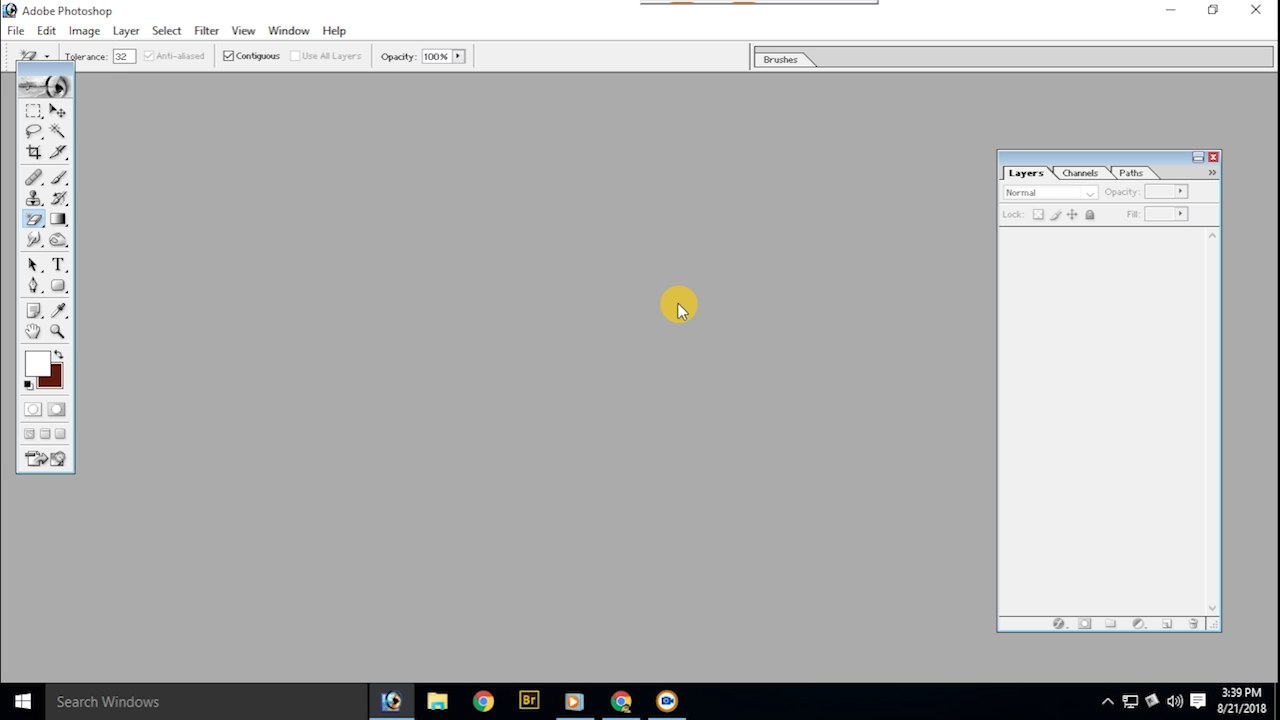 Adobe Photoshop
File Edit Image Layer Select Filter View Window Help
Tolerance: 32 Anti-aliased Contiguous Use All Layers Opacity: 100% Brushes
Layers Channels Paths
Normal Opacity:
Lock: Fill:
T
Search Windows
Br
3:39 PM
8/21/2018